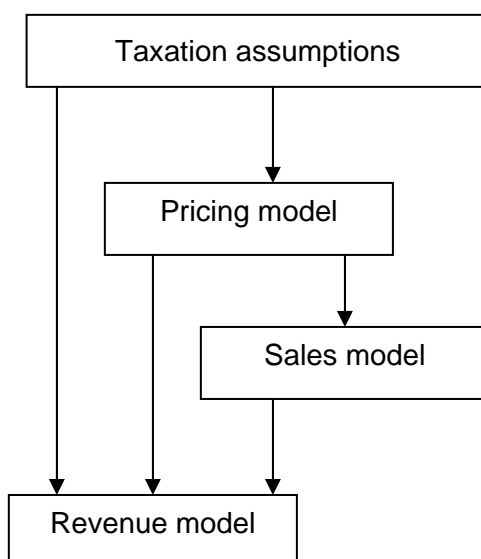 Taxation assumptions
Pricing model
Sales model
Revenue model